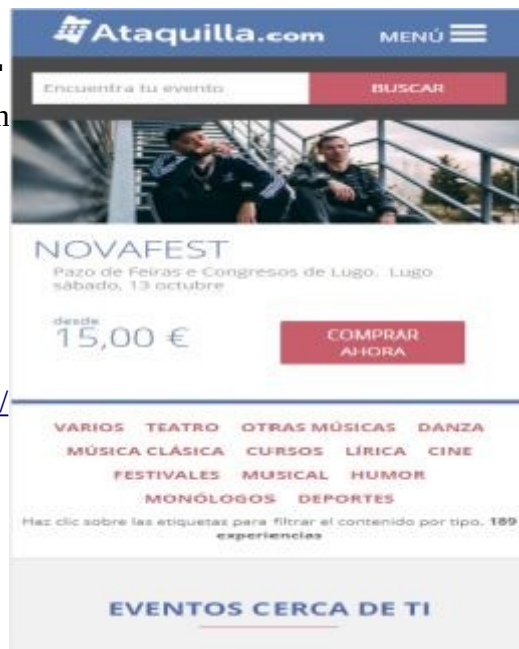 Ataquilla.com MENÚ
Encuentra tu evento BUSCAR
NOVAFEST
Pazo de Feiras e Congresos de Lugo. Lugo
sábado, 13 octubre
desde
15,00 €
COMPRAR
AHORA
VARIOS TEATRO OTRAS MÚSICAS DANZA
MÚSICA CLÁSICA CURSOS LÍRICA CINE
FESTIVALES MUSICAL HUMOR
MONÓLOGOS DEPORTES
Haz clic sobre las etiquetas para filtrar el contenido por tipo. 189
experiencias
EVENTOS CERCA DE TI